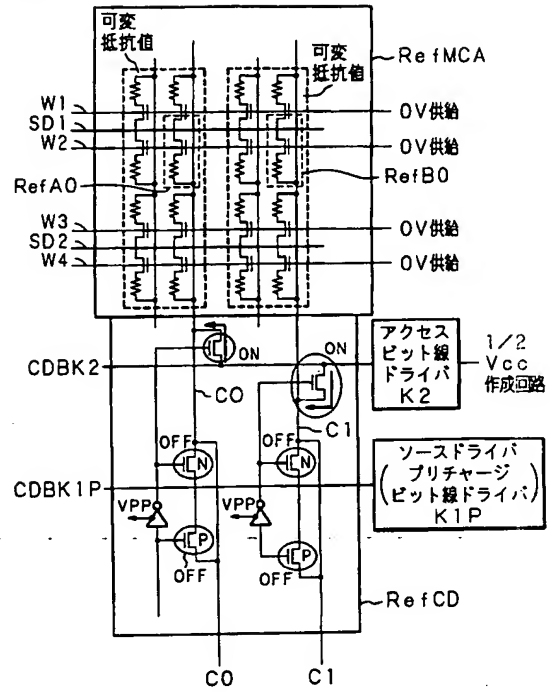 可変
抵抗値
可変
抵抗値
RefMCA
W1
0V供給
SD1
W2
0V供給
RefA0
RefB0
W3
0V供給
SD2
W4
0V供給
ON
ON
CDBK2
アクセス
ビット線
ドライバ
K2
1/2
Vcc
作成回路
C0
C1
OFF
N
OFF
N
CDBK1P
ソースドライバ
(プリチャージ
ビット線ドライバ)
K1P
VPP
VPP
P
P
OFF
OFF
RefCD
C0
C1